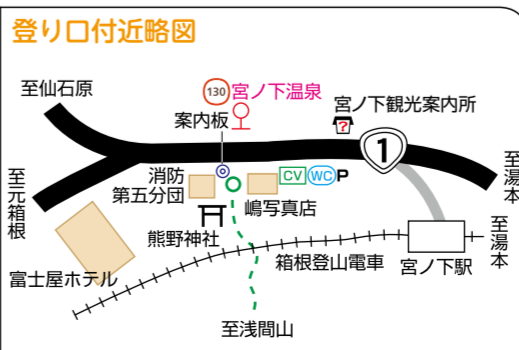 登り口付近略図
至仙石原
130
宮ノ下温泉
案内板
宮ノ下観光案内所
?
1
至元箱根
消防
第五分団
CV
WC
P
嶋写真店
至湯本
熊野神社
至湯本
富士屋ホテル
箱根登山電車
宮ノ下駅
至浅間山